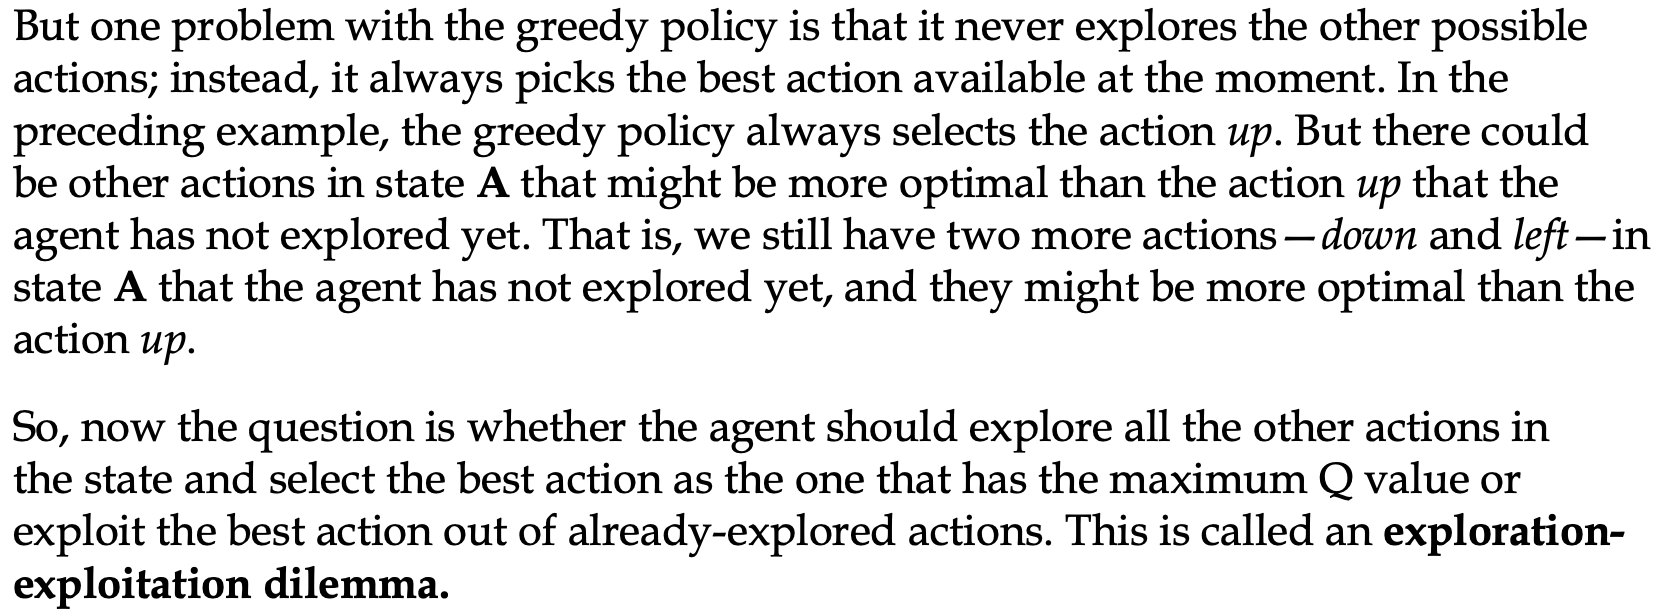 But one problem with the greedy policy is that it never explores the other possible
actions; instead, it always picks the best action available at the moment. In the
preceding example, the greedy policy always selects the action up. But there could
be other actions in state A that might be more optimal than the action up that the
agent has not explored yet. That is, we still have two more actions—down and left—in
state A that the agent has not explored yet, and they might be more optimal than the
action up.
So, now the question is whether the agent should explore all the other actions in
the state and select the best action as the one that has the maximum Q value or
exploit the best action out of already-explored actions. This is called an exploration-
exploitation dilemma.